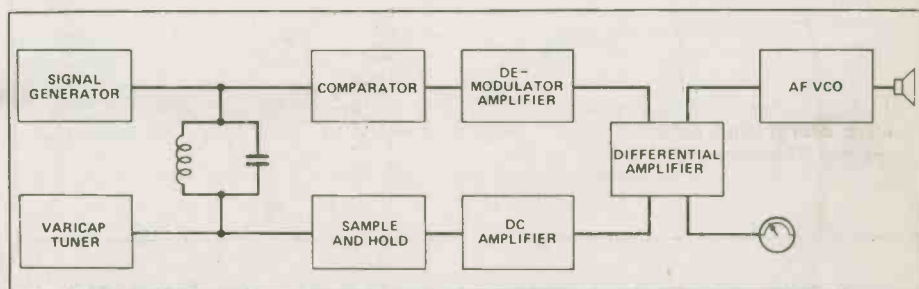 SIGNAL
GENERATOR
COMPARATOR
DE-
MODULATOR
AMPLIFIER
AF VCO
DIFFERENTIAL
AMPLIFIER
VARICAP
TUNER
SAMPLE
AND HOLD
DC
AMPLIFIER